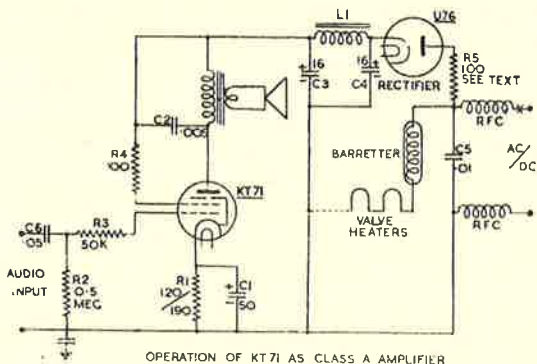 L1
U76
RECTIFIER
R5
100
SEE TEXT
16
C3
16
C4
RFC
C2
.005
BARRETTER
C5
.01
AC/
DC
R4
100
KT71
VALVE
HEATERS
RFC
C6
.05
R3
50K
AUDIO
INPUT
R2
0.5
MEG
R1
120/
190
C1
50
OPERATION OF KT71 AS CLASS A AMPLIFIER